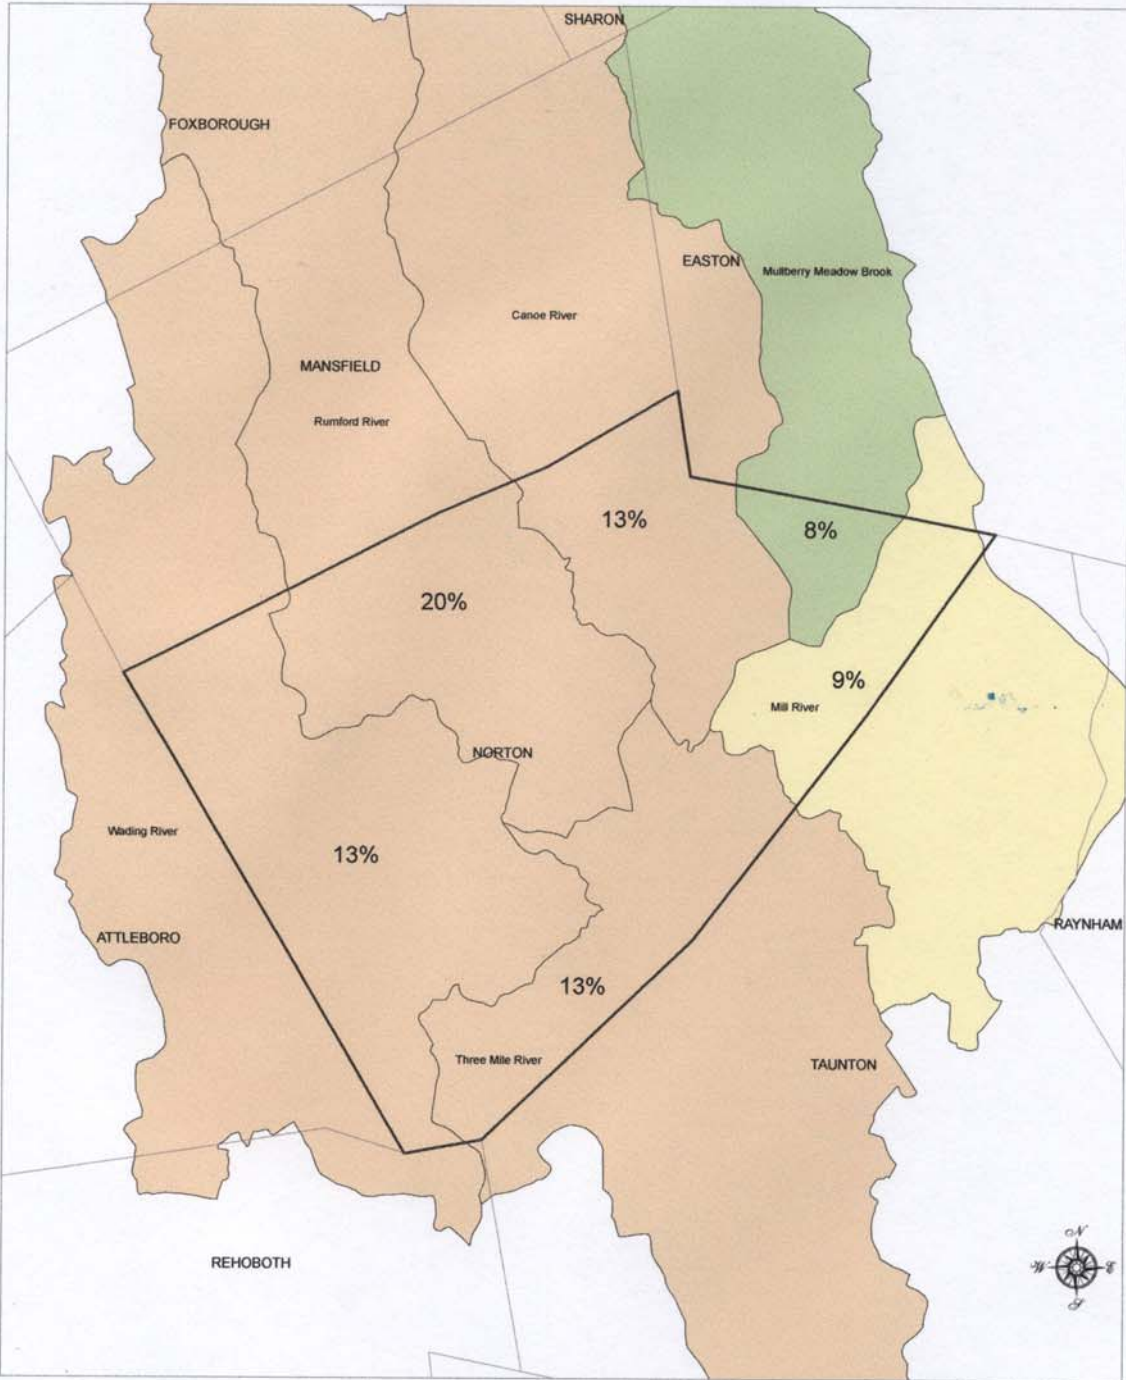 SHARON
FOXBOROUGH
EASTON
Mullberry Meadow Brook
Canoe River
MANSFIELD
Rumford River
13%
8%
20%
9%
Mill River
NORTON
Wading River
13%
RAYNHAM
ATTLEBORO
13%
Three Mile River
TAUNTON
N
REHOBOTH
W
E
S